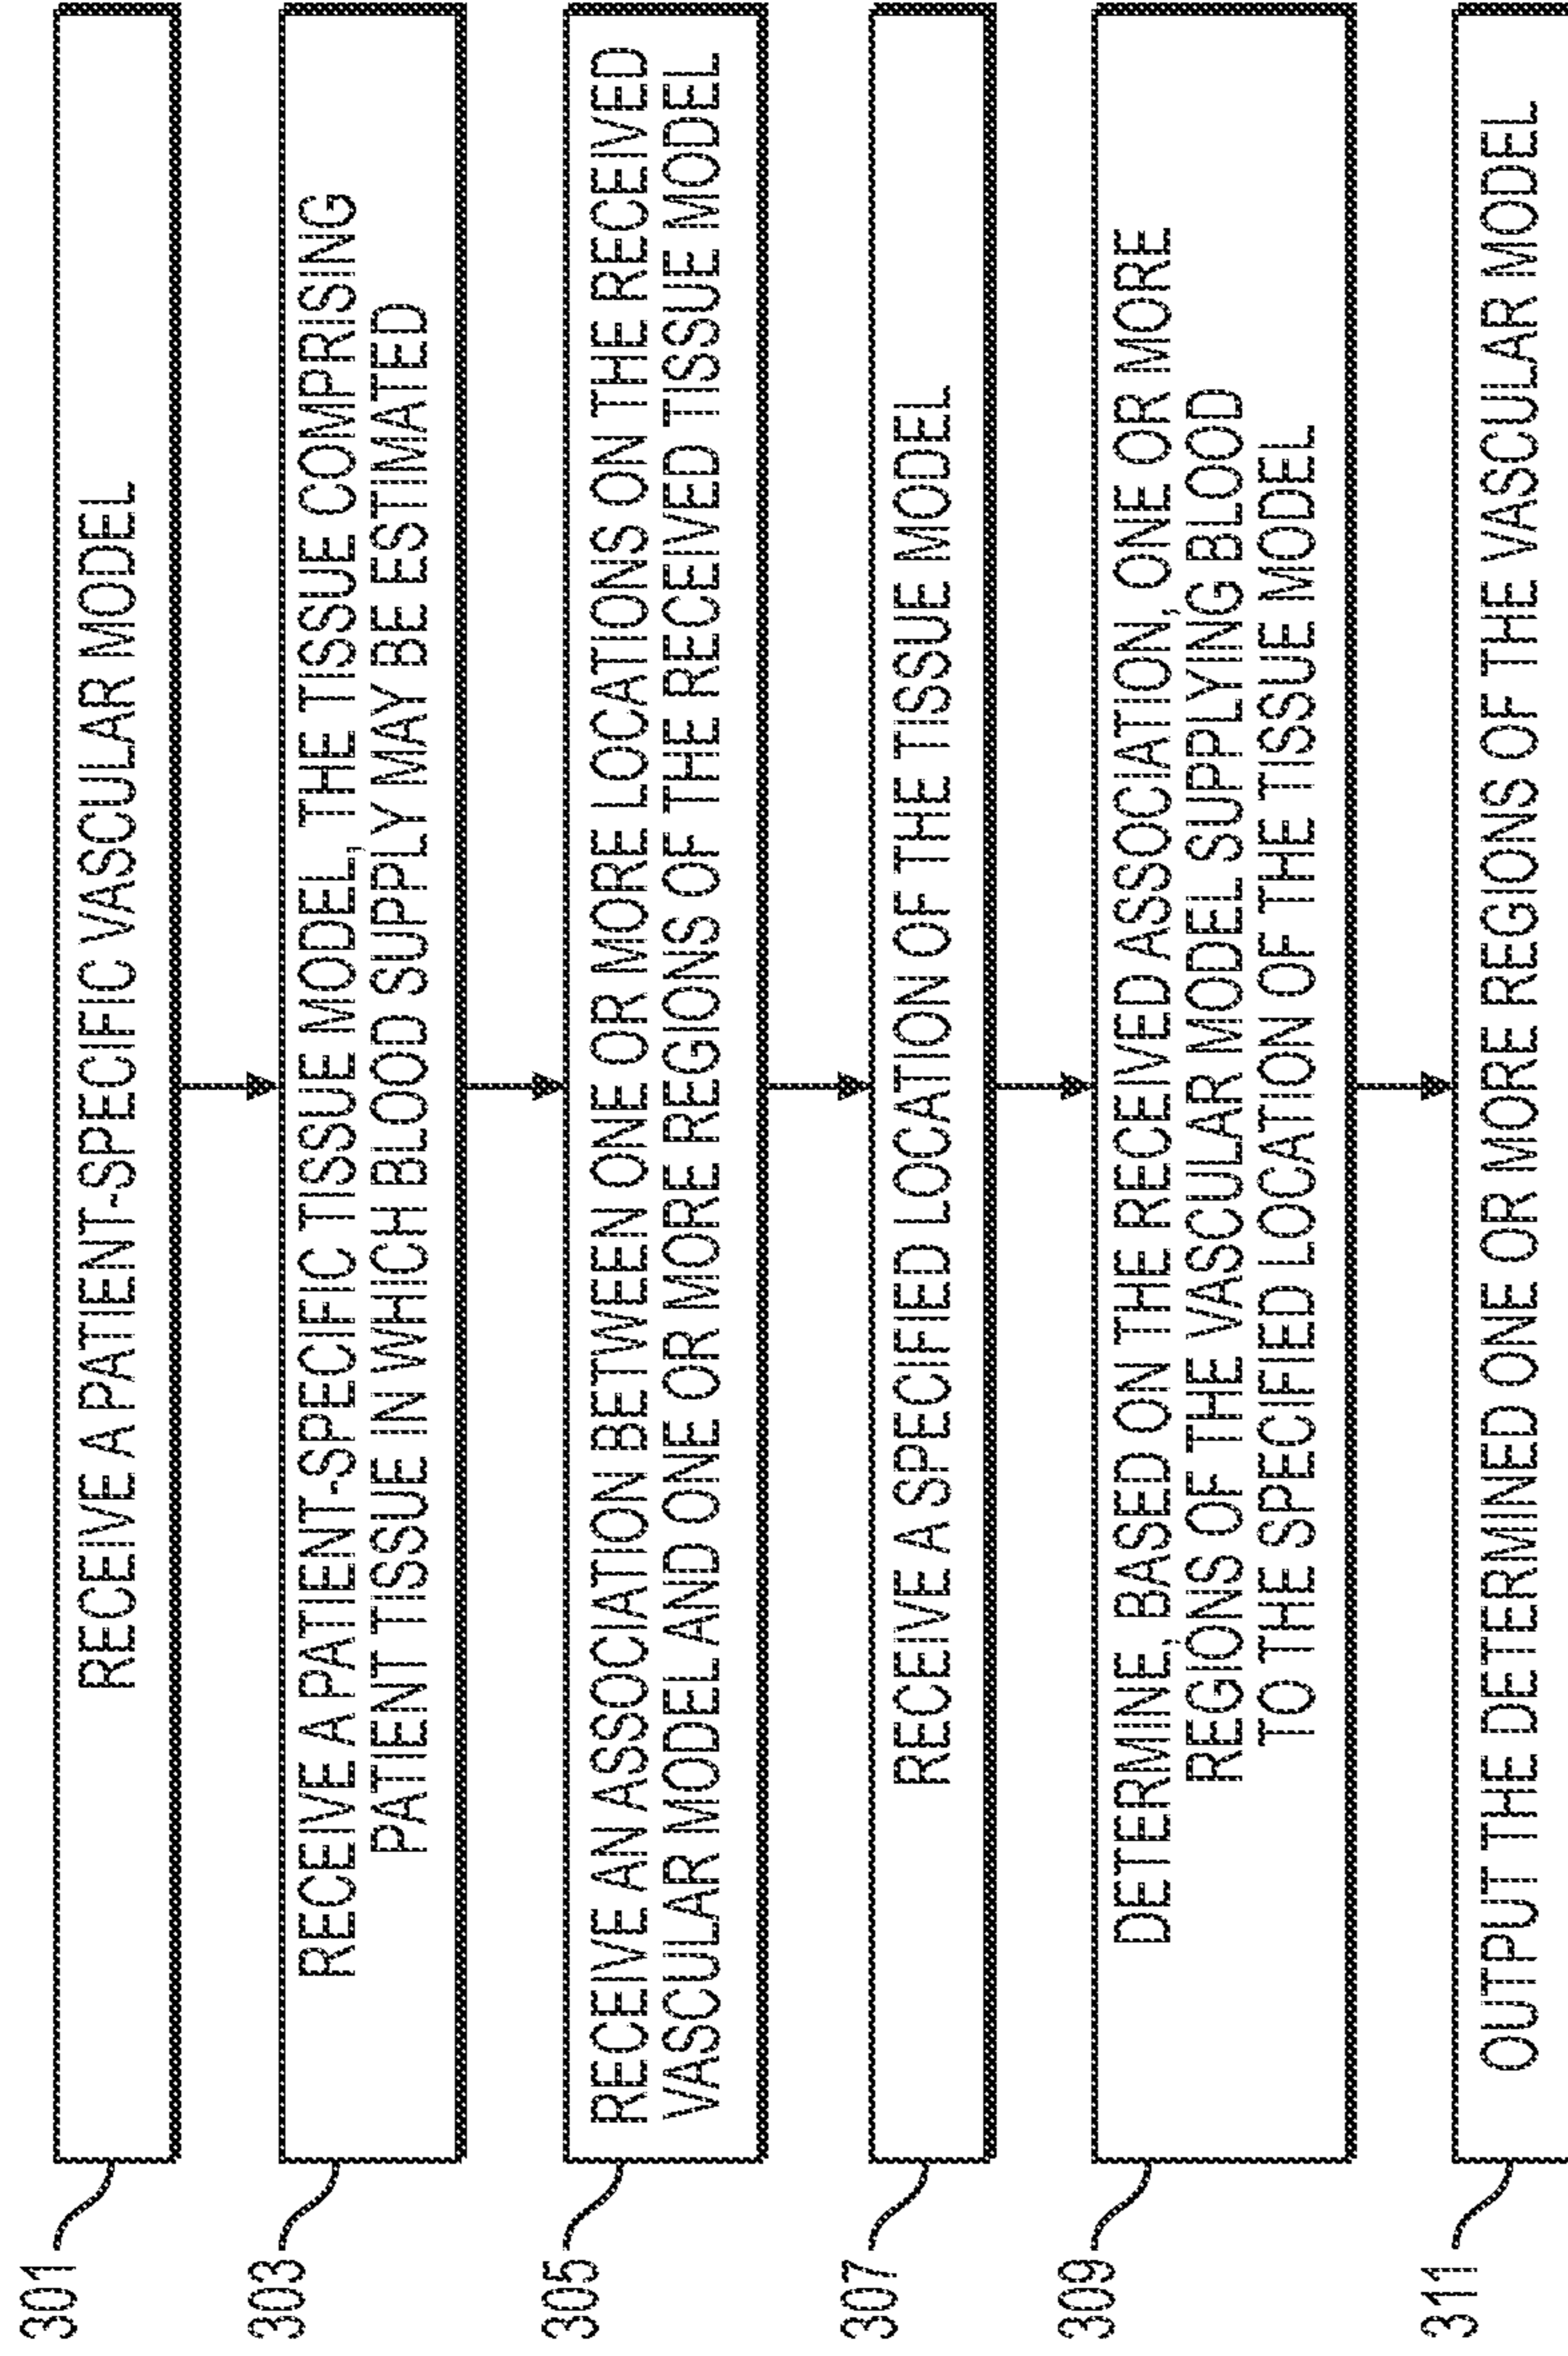 301
RECEIVE A PATIENT-SPECIFIC VASCULAR MODEL
303
RECEIVE A PATIENT-SPECIFIC TISSUE MODEL, THE TISSUE COMPRISING
PATIENT TISSUE IN WHICH BLOOD SUPPLY MAY BE ESTIMATED
305
RECEIVE AN ASSOCIATION BETWEEN ONE OR MORE LOCATIONS ON THE RECEIVED
VASCULAR MODEL AND ONE OR MORE REGIONS OF THE RECEIVED TISSUE MODEL
307
RECEIVE A SPECIFIED LOCATION OF THE TISSUE MODEL
309
DETERMINE, BASED ON THE RECEIVED ASSOCIATION, ONE OR MORE
REGIONS OF THE VASCULAR MODEL SUPPLYING BLOOD
TO THE SPECIFIED LOCATION OF THE TISSUE MODEL
311
OUTPUT THE DETERMINED ONE OR MORE REGIONS OF THE VASCULAR MODEL